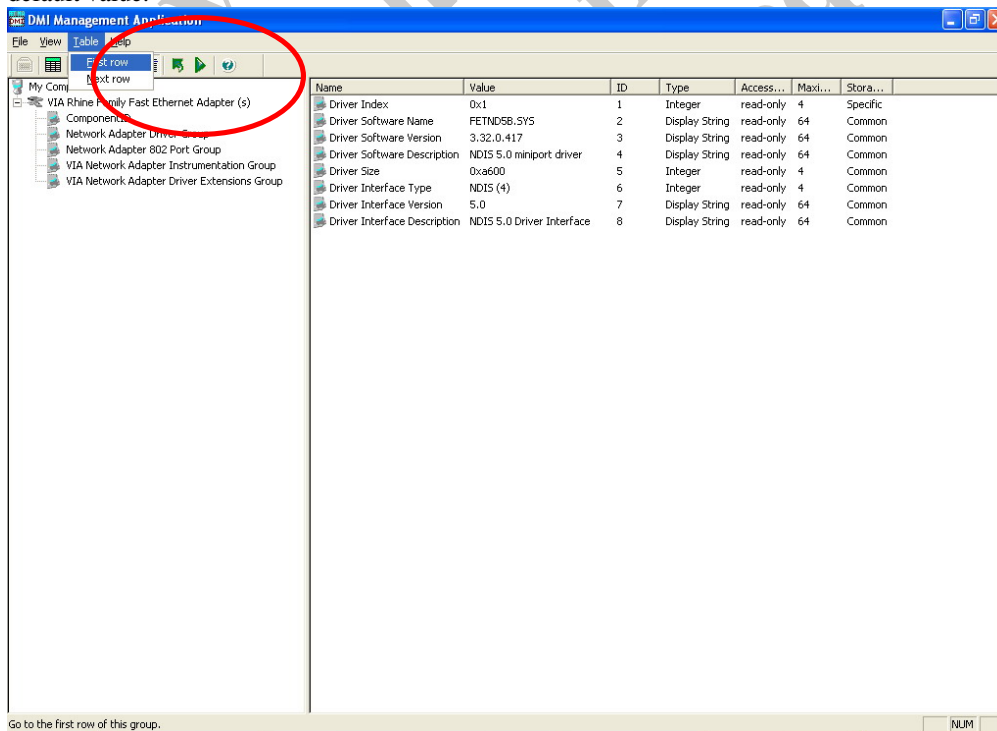 default value.
DMI Management Application
File View Table Help
First row
Next row
My Com
VIA Rhine Family Fast Ethernet Adapter (s)
ComponentID
Network Adapter Driver Group
Network Adapter 802 Port Group
VIA Network Adapter Instrumentation Group
VIA Network Adapter Driver Extensions Group
Name Value ID Type Access... Maxi... Stora...
Driver Index 0x1 1 Integer read-only 4 Specific
Driver Software Name FETND5B.SYS 2 Display String read-only 64 Common
Driver Software Version 3.32.0.417 3 Display String read-only 64 Common
Driver Software Description NDIS 5.0 miniport driver 4 Display String read-only 64 Common
Driver Size 0xa600 5 Integer read-only 4 Common
Driver Interface Type NDIS (4) 6 Integer read-only 4 Common
Driver Interface Version 5.0 7 Display String read-only 64 Common
Driver Interface Description NDIS 5.0 Driver Interface 8 Display String read-only 64 Common
Go to the first row of this group.
NUM